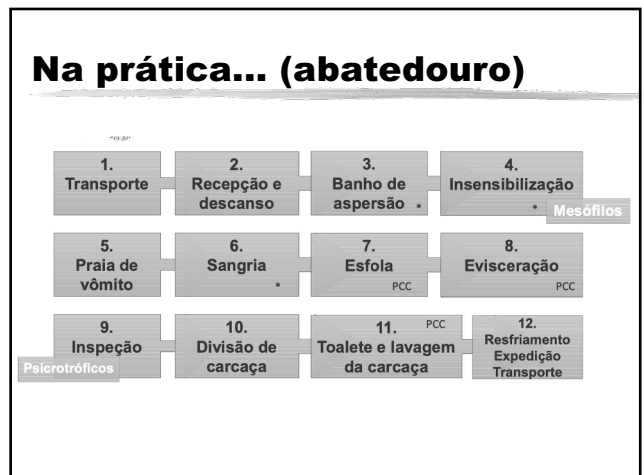 Na prática... (abatedouro)
1.
Transporte
2.
Recepção e
descanso
3.
Banho de
aspersão *
4.
Insensibilização
*
Mesófilos
5.
Praia de
vômito
6.
Sangria
*
7.
Esfola
PCC
8.
Evisceração
PCC
9.
Inspeção
Psicrotróficos
10.
Divisão de
carcaça
11. PCC
Toalete e lavagem
da carcaça
12.
Resfriamento
Expedição
Transporte